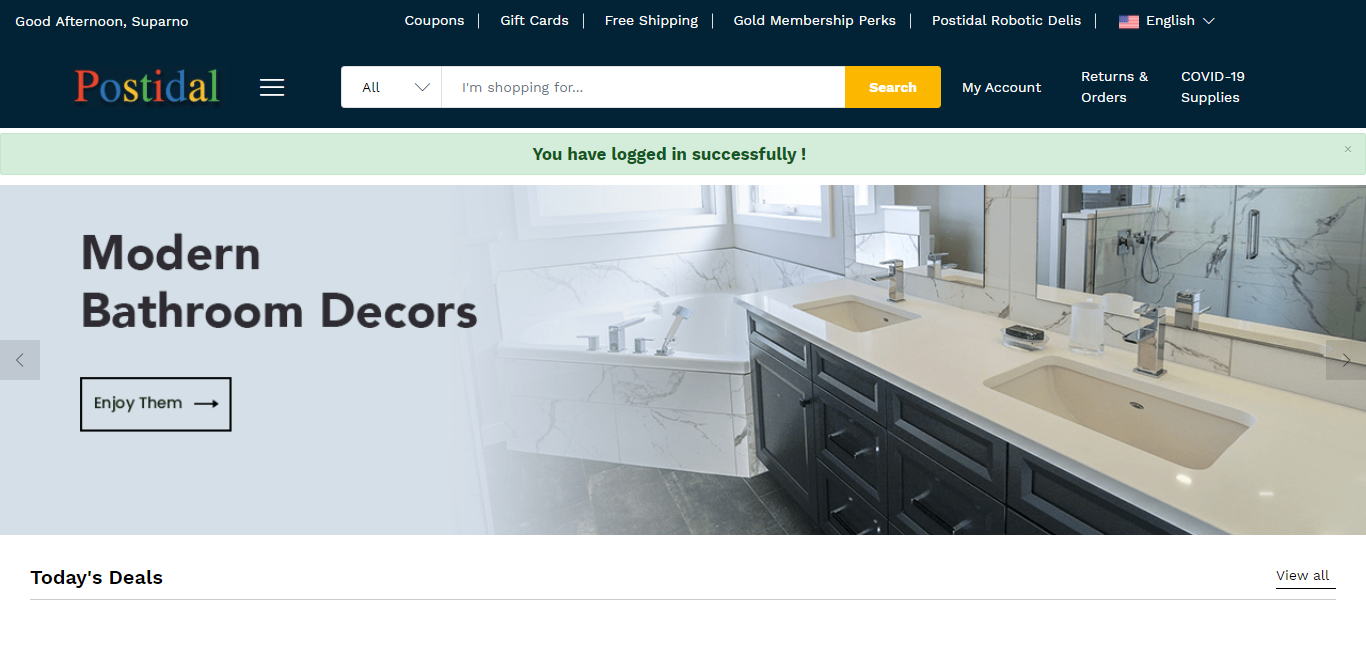 Good Afternoon, Suparno
Coupons
Gift Cards
Free Shipping
Gold Membership Perks
Postidal Robotic Delis
English
Postidal
All
I'm shopping for...
Search
My Account
Returns &
Orders
COVID-19
Supplies
You have logged in successfully !
×
Modern
Bathroom Decors
Enjoy Them
Today's Deals
View all